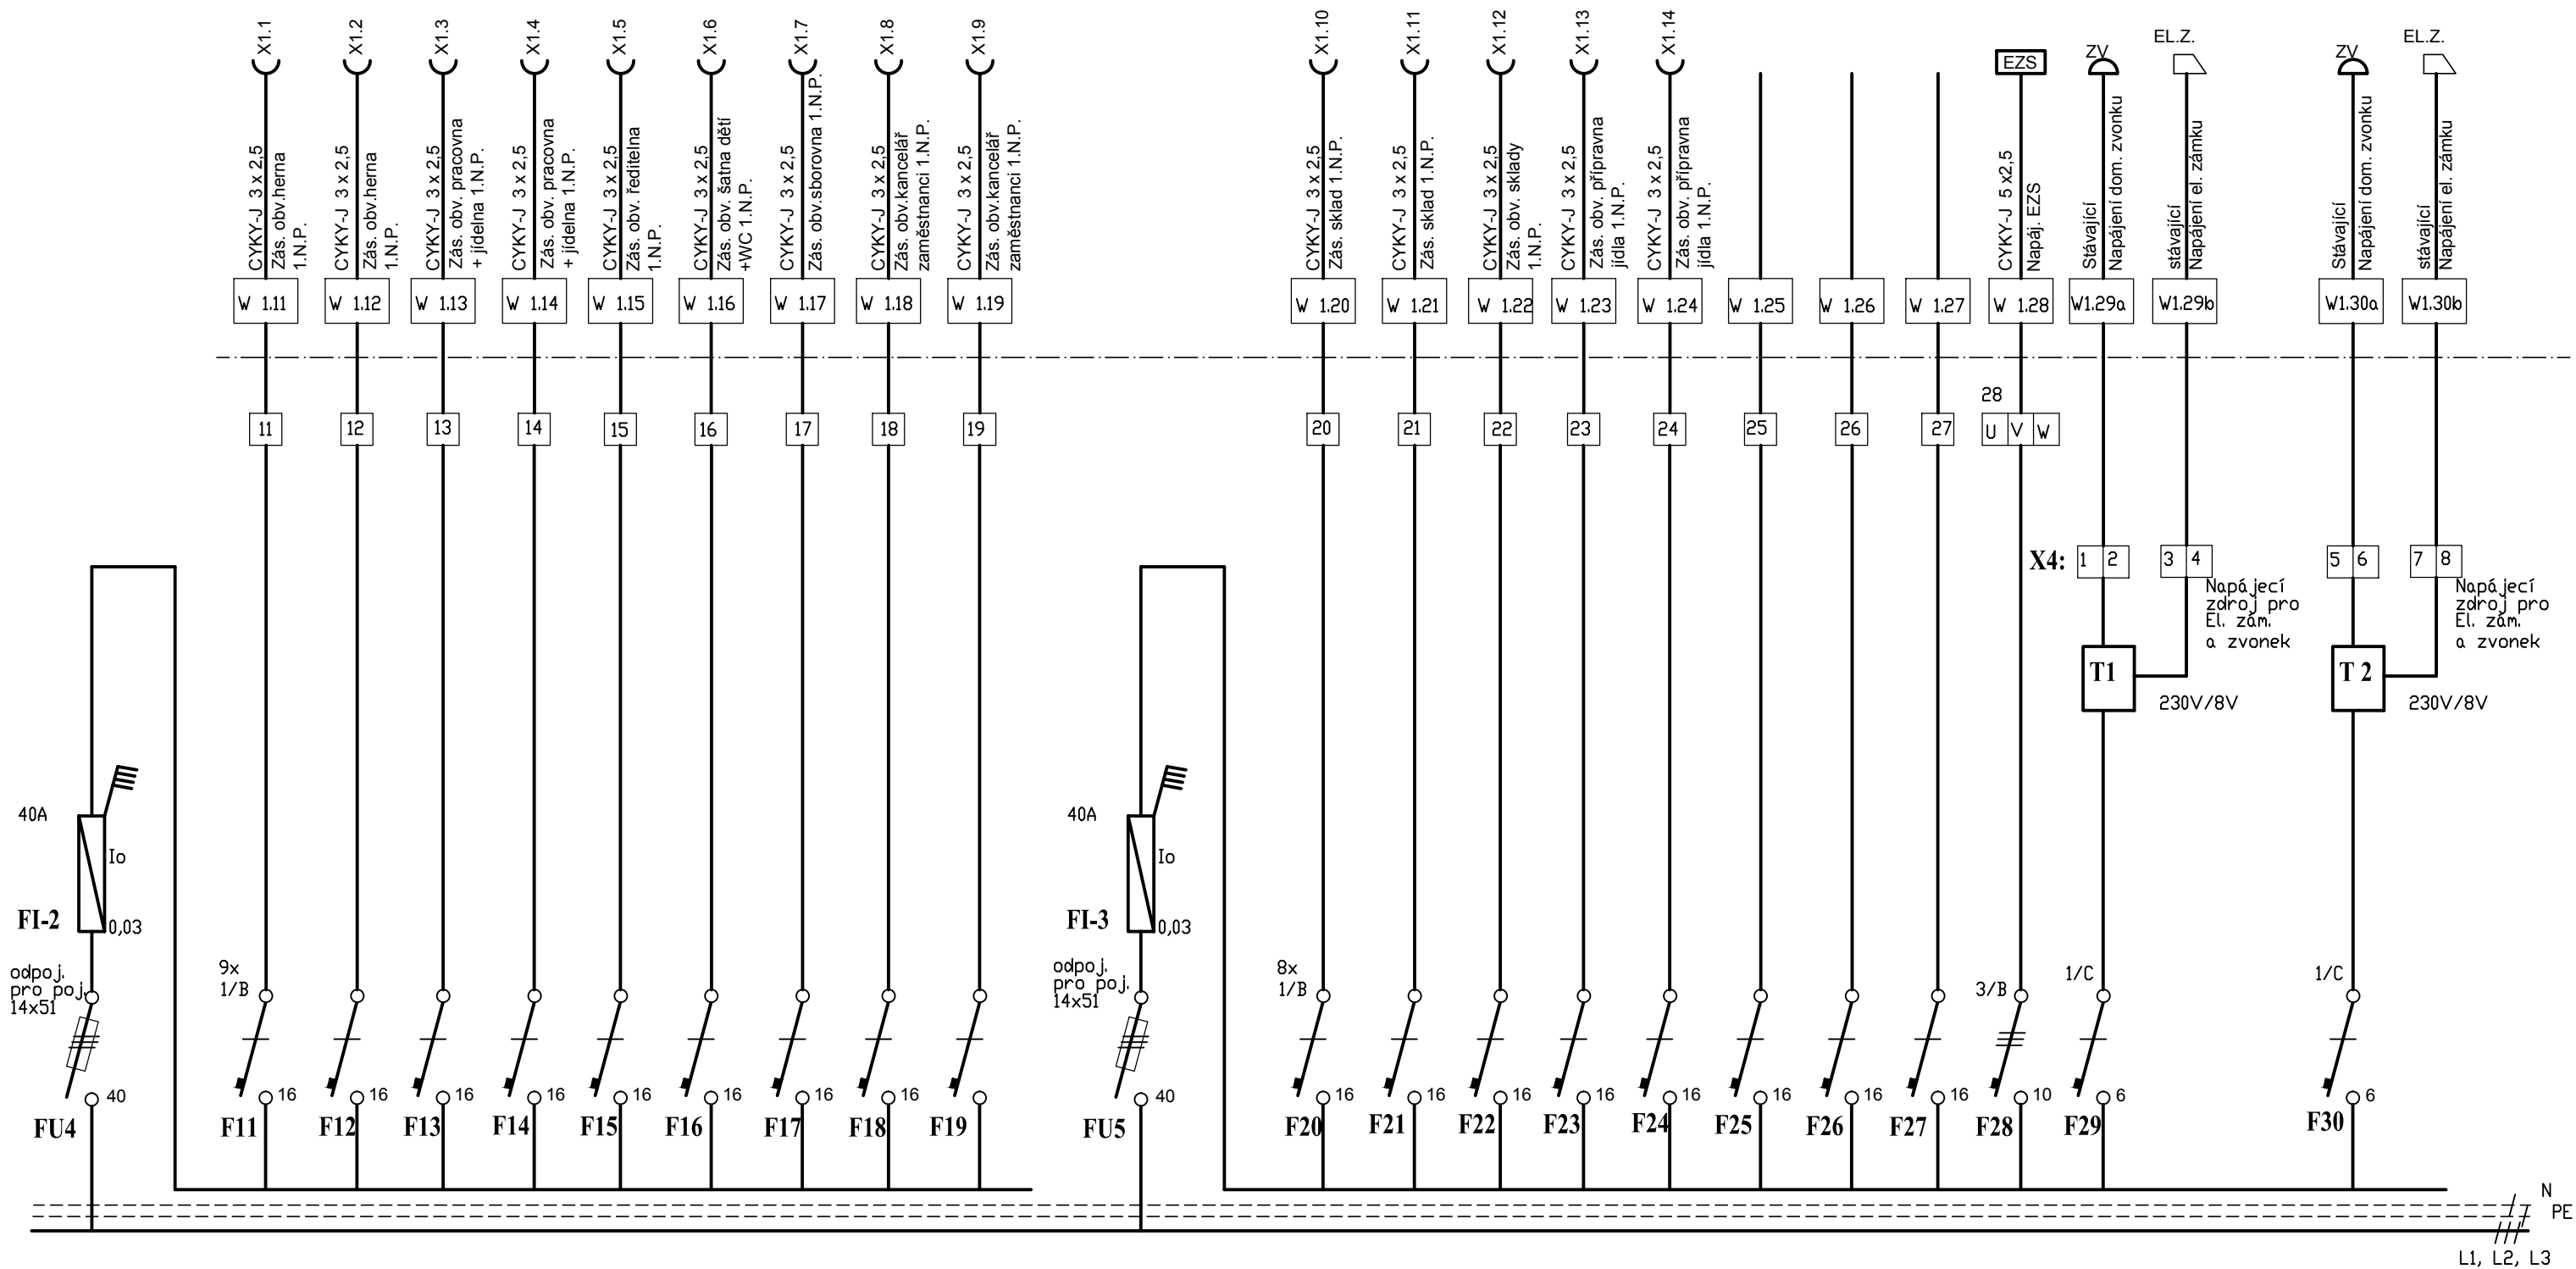 X1.1
X1.2
X1.3
X1.4
X1.5
X1.6
X1.7
X1.8
X1.9
X1.10
X1.11
X1.12
X1.13
X1.14
EZS
ZV
EL.Z.
ZV
EL.Z.
CYKY-J 3 x 2,5
Zás. obv.herna
1.N.P.
CYKY-J 3 x 2,5
Zás. obv.herna
1.N.P.
CYKY-J 3 x 2,5
Zás. obv. pracovna
+ jídelna 1.N.P.
CYKY-J 3 x 2,5
Zás. obv. pracovna
+ jídelna 1.N.P.
CYKY-J 3 x 2,5
Zás. obv. ředitelna
1.N.P.
CYKY-J 3 x 2,5
Zás. obv. šatna dětí
+WC 1.N.P.
CYKY-J 3 x 2,5
Zás. obv.sborovna 1.N.P.
CYKY-J 3 x 2,5
Zás. obv.kancelář
zaměstnanci 1.N.P.
CYKY-J 3 x 2,5
Zás. obv.kancelář
zaměstnanci 1.N.P.
CYKY-J 3 x 2,5
Zás. sklad 1.N.P.
CYKY-J 3 x 2,5
Zás. sklad 1.N.P.
CYKY-J 3 x 2,5
Zás. obv. sklady
1.N.P.
CYKY-J 3 x 2,5
Zás. obv. přípravna
jídla 1.N.P.
CYKY-J 3 x 2,5
Zás. obv. přípravna
jídla 1.N.P.
CYKY-J 5 x2,5
Napáj. EZS
Stávající
Napájení dom. zvonku
stávající
Napájení el. zámku
Stávající
Napájení dom. zvonku
stávající
Napájení el. zámku
W 1.11
W 1.12
W 1.13
W 1.14
W 1.15
W 1.16
W 1.17
W 1.18
W 1.19
W 1.20
W 1.21
W 1.22
W 1.23
W 1.24
W 1.25
W 1.26
W 1.27
W 1.28
W1.29a
W1.29b
W1.30a
W1.30b
28
11
12
13
14
15
16
17
18
19
20
21
22
23
24
25
26
27
U V W
X4:
1 2
3 4
5 6
7 8
Napájecí
zdroj pro
El. zám.
a zvonek
Napájecí
zdroj pro
El. zám.
a zvonek
T1
230V/8V
T 2
230V/8V
40A
Io
FI-2
0,03
40A
Io
FI-3
0,03
odpoj.
pro poj.
14x51
9x
1/B
odpoj.
pro poj.
14x51
8x
1/B
3/B
1/C
1/C
40
16
16
16
16
16
16
16
16
40
16
16
16
16
16
16
16
16
10
6
6
FU4
F11
F12
F13
F14
F15
F16
F17
F18
F19
FU5
F20
F21
F22
F23
F24
F25
F26
F27
F28
F29
F30
N
PE
L1, L2, L3